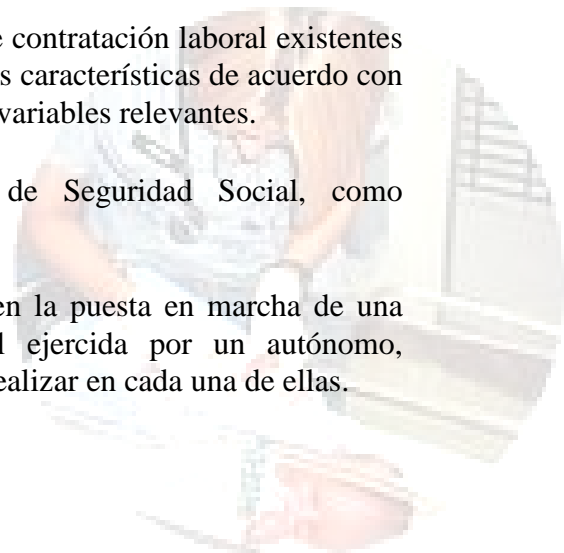 e contratación laboral existentes
s características de acuerdo con
variables relevantes.
de Seguridad Social, como
en la puesta en marcha de una
l ejercida por un autónomo,
ealizar en cada una de ellas.